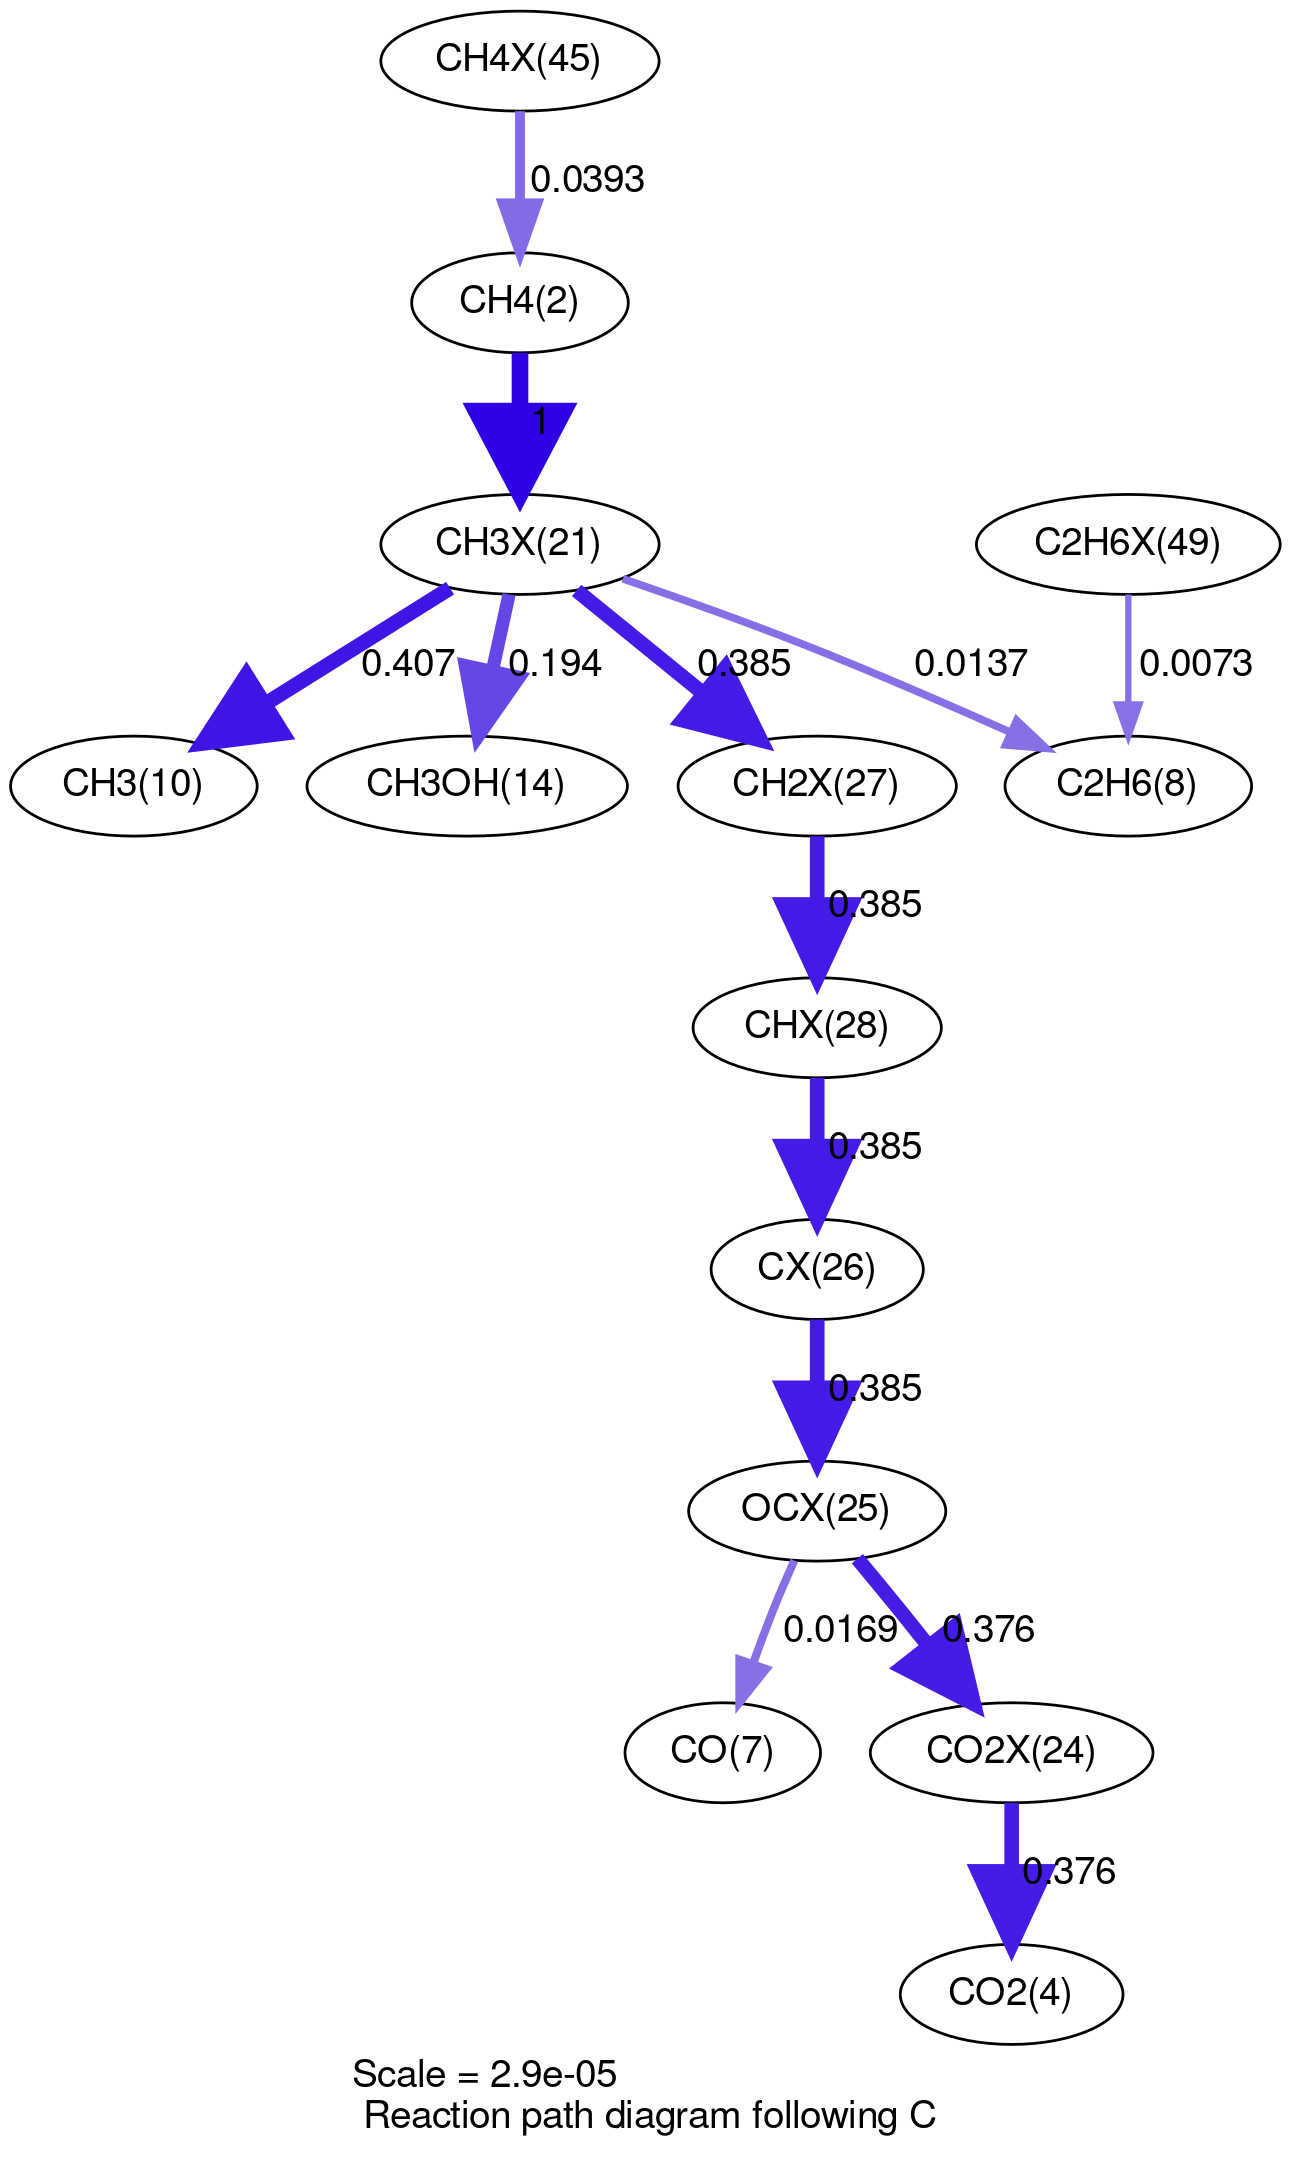 CH4X(45)
0.0393
CH4(2)
1
CH3X(21)
C2H6X(49)
0.407
0.194
0.385
0.0137
0.0073
CH3(10)
CH3OH(14)
CH2X(27)
C2H6(8)
0.385
CHX(28)
0.385
CX(26)
0.385
OCX(25)
0.0169
0.376
CO(7)
CO2X(24)
0.376
CO2(4)
Scale = 2.9e-05
Reaction path diagram following C